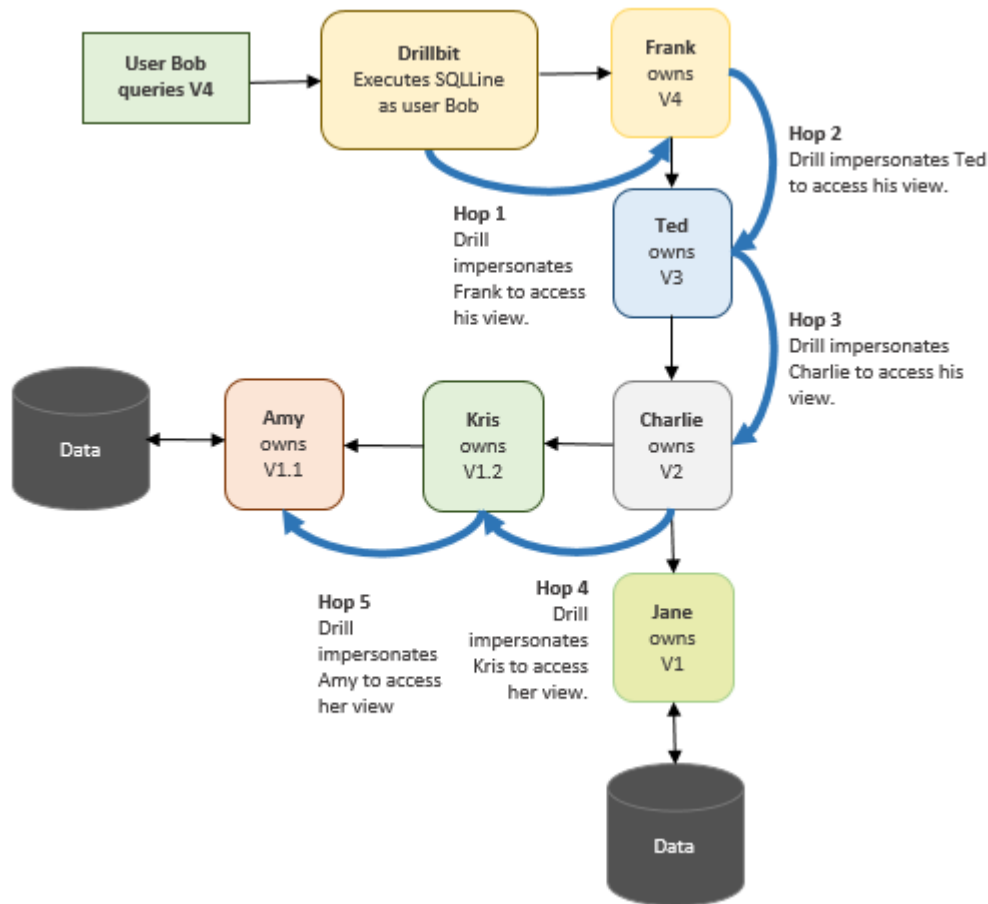 User Bob
queries V4
Drillbit
Executes SQLLine
as user Bob
Frank
owns
V4
Hop 2
Drill impersonates Ted
to access his view.
Hop 1
Drill
impersonates
Frank to access
his view.
Ted
owns
V3
Hop 3
Drill impersonates
Charlie to access his
view.
Data
Amy
owns
V1.1
Kris
owns
V1.2
Charlie
owns
V2
Hop 5
Drill
impersonates
Amy to access
her view
Hop 4
Drill
impersonates
Kris to access
her view.
Jane
owns
V1
Data